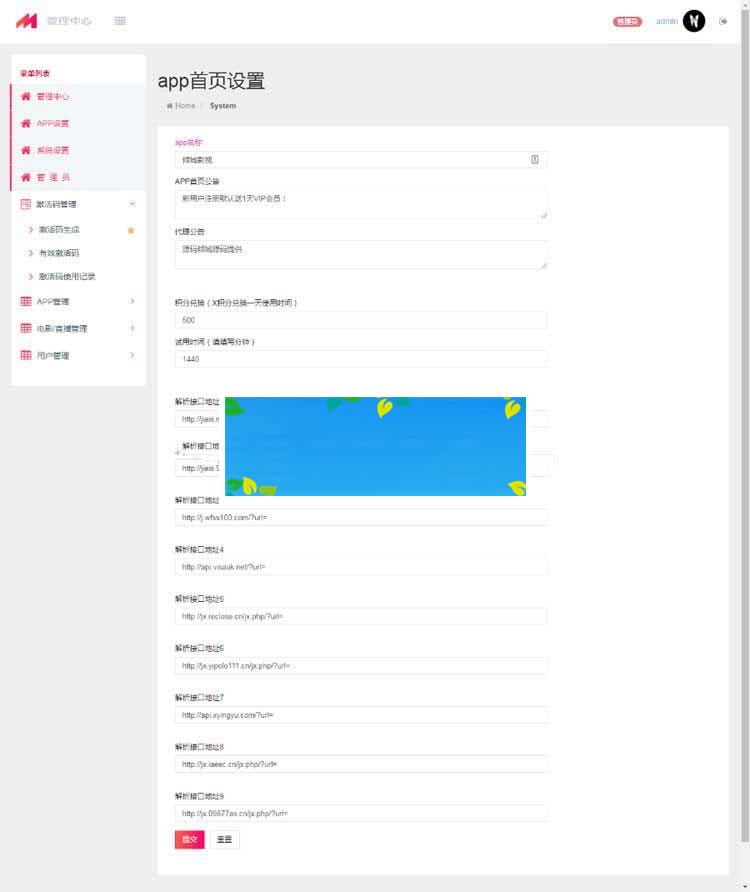 管理中心
管理员
admin
菜单列表
管理中心
APP设置
系统设置
管 理 员
激活码管理
激活码生成
有效激活码
激活码使用记录
APP管理
电影/直播管理
用户管理
app首页设置
Home / System
app名称
倾城影视
APP首页公告
新用户注册默认送1天VIP会员！
代理公告
源码倾城源码提供
积分兑换（X积分兑换一天使用时间）
500
试用时间（请填写分钟）
1440
解析接口地址
http://jiexi.
解析接口地
http://jiexi.
解析接口地址
http://j.wfss100.com/?url=
解析接口地址4
http://api.visaok.net/?url=
解析接口地址5
http://jx.reclose.cn/jx.php/?url=
解析接口地址6
http://jx.yipolo111.cn/jx.php/?url=
解析接口地址7
http://api.xyingyu.com/?url=
解析接口地址8
http://jx.iaeec.cn/jx.php/?url=
解析接口地址9
http://jx.09877as.cn/jx.php/?url=
提交
重置